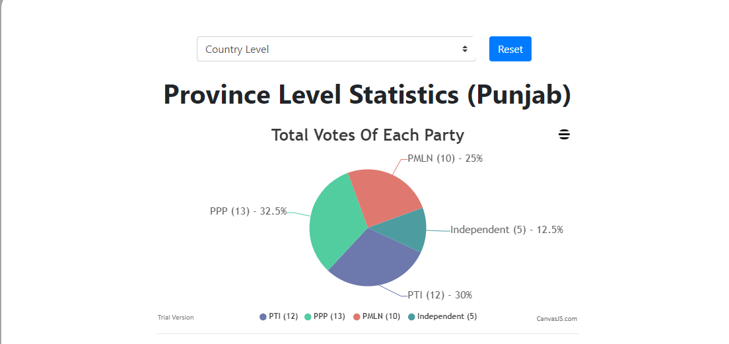 Country Level
Reset
Province Level Statistics (Punjab)
Total Votes Of Each Party
PMLN (10) - 25%
PPP (13) - 32.5%
Independent (5) - 12.5%
PTI (12) - 30%
Trial Version
PTI (12) PPP (13) PMLN (10) Independent (5)
CanvasJS.com